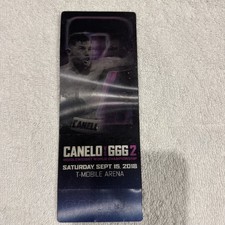 CANELO
CANELO GGG 2
SATURDAY SEPT 15, 2018
T-MOBILE ARENA